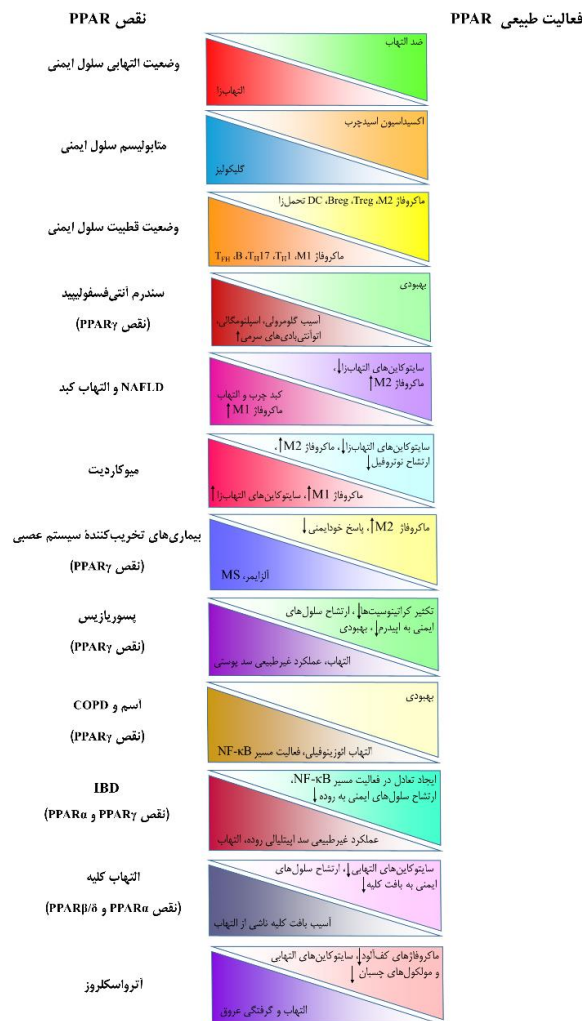 فعالیت طبیعی PPAR
نقص PPAR
ضد التهاب
وضعیت التهابی سلول ایمنی
التهاب‌زا
اکسیداسیون اسیدچرب
متابولیسم سلول ایمنی
گلیکولیز
ماکروفاژ M2، Treg، Breg، DC تحمل‌زا
وضعیت قطبیت سلول ایمنی
ماکروفاژ M1، TH1، TH17، B، TFH
بهبودی
سندرم آنتی‌فسفولیپید
(نقص PPARγ)
آسیب گلومرولی، اسپلنومگالی،
اتوآنتی‌بادی‌های سرمی↑
سایتوکاین‌های التهاب‌زا↓،
ماکروفاژ M2↑
NAFLD و التهاب کبد
کبد چرب و التهاب
ماکروفاژ M1↑
سایتوکاین‌های التهاب‌زا↓، ماکروفاژ M2↑،
ارتشاح نوتروفیل↓
میوکاردیت
ماکروفاژ M1↑، سایتوکاین‌های التهاب‌زا↑
ماکروفاژ M2↑، پاسخ خودایمنی↓
بیماری‌های تخریب‌کنندهٔ سیستم عصبی
(نقص PPARγ)
آلزایمر، MS
تکثیر کراتینوسیت‌ها↓، ارتشاح سلول‌های
ایمنی به اپیدرم↓، بهبودی
پسوریازیس
(نقص PPARγ)
التهاب، عملکرد غیرطبیعی سد پوستی
بهبودی
آسم و COPD
(نقص PPARγ)
التهاب ائوزینوفیلی، فعالیت مسیر NF-κB
ایجاد تعادل در فعالیت مسیر NF-κB،
ارتشاح سلول‌های ایمنی به روده↓
IBD
(نقص PPARγ و PPARα)
عملکرد غیرطبیعی سد اپیتلیالی روده، التهاب
سایتوکاین‌های التهابی↓، ارتشاح سلول‌های
ایمنی به بافت کلیه↓
التهاب کلیه
(نقص PPARα و PPARβ/δ)
آسیب بافت کلیه ناشی از التهاب
ماکروفاژهای کف‌آلود↓، سایتوکاین‌های التهابی
و مولکول‌های چسبان↓
آترواسکلروز
التهاب و گرفتگی عروق